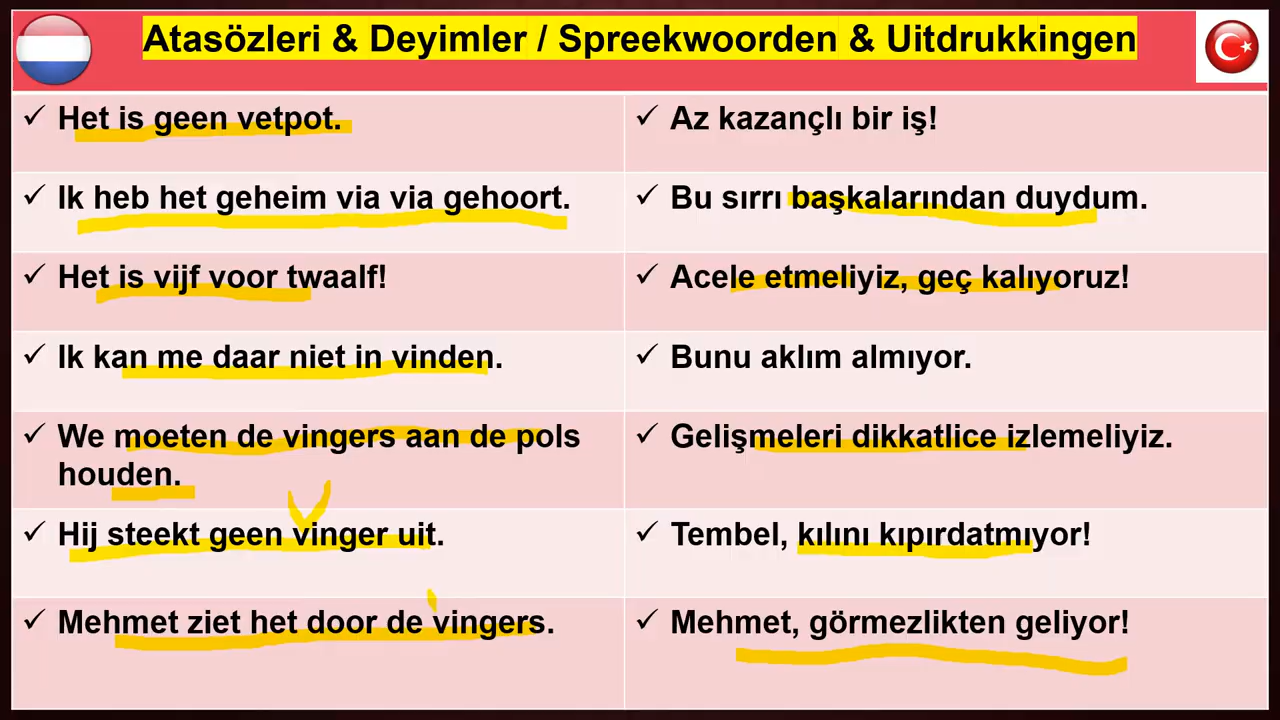 Atasözleri & Deyimler / Spreekwoorden & Uitdrukkingen
✓ Het is geen vetpot.
✓ Az kazançlı bir iş!
✓ Ik heb het geheim via via gehoort.
✓ Bu sırrı başkalarından duydum.
✓ Het is vijf voor twaalf!
✓ Acele etmeliyiz, geç kalıyoruz!
✓ Ik kan me daar niet in vinden.
✓ Bunu aklım almıyor.
✓ We moeten de vingers aan de pols
houden.
✓ Gelişmeleri dikkatlice izlemeliyiz.
✓ Hij steekt geen vinger uit.
✓ Tembel, kılını kıpırdatmıyor!
✓ Mehmet ziet het door de vingers.
✓ Mehmet, görmezlikten geliyor!